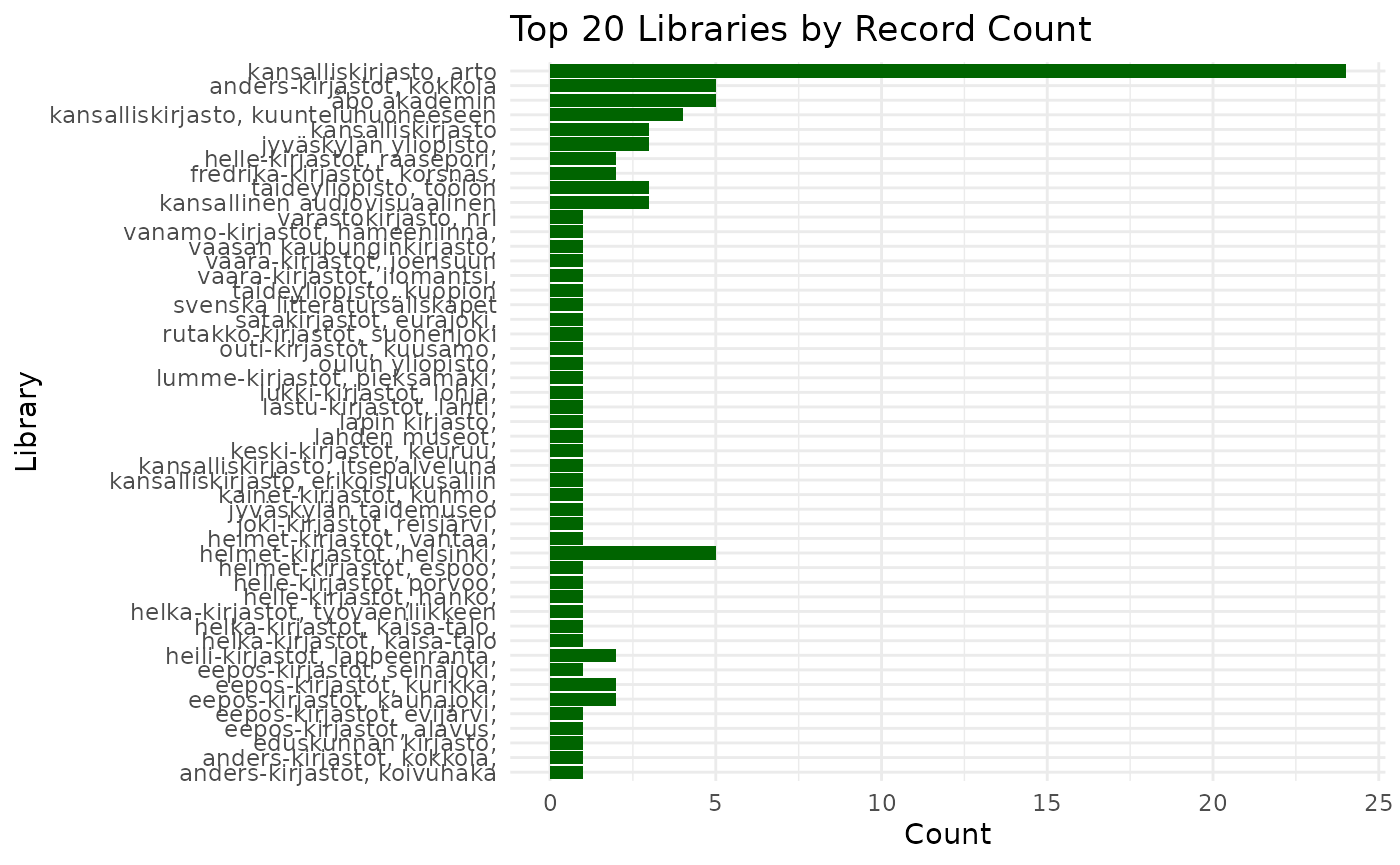 Top 20 Libraries by Record Count
kansalliskirjasto, arto
anders-kirjastot, kokkola
åbo akademin
kansalliskirjasto, kuunteluhuoneeseen
kansalliskirjasto
jyväskylän yliopisto,
helle-kirjastot, raasepori,
fredrika-kirjastot, korsnäs,
taideyliopisto, töölön
kansallinen audiovisuaalinen
varastokirjasto, nrl
vanamo-kirjastot, hämeenlinna,
vaasan kaupunginkirjasto,
vaara-kirjastot, joensuun
vaara-kirjastot, ilomantsi,
taideyliopisto, kuopion
svenska litteratursällskapet
satakirjastot, eurajoki,
rutakko-kirjastot, suonenjoki
outi-kirjastot, kuusamo,
oulun yliopisto,
lumme-kirjastot, pieksämäki,
lukki-kirjastot, lohja,
lastu-kirjastot, lahti,
lapin kirjasto,
lahden museot,
keski-kirjastot, keuruu,
kansalliskirjasto, itsepalveluna
kansalliskirjasto, erikoislukusaliin
kainet-kirjastot, kuhmo,
jyväskylän taidemuseo
joki-kirjastot, reisjärvi,
helmet-kirjastot, vantaa,
helmet-kirjastot, helsinki,
helmet-kirjastot, espoo,
helle-kirjastot, porvoo,
helle-kirjastot, hanko,
helka-kirjastot, työväenliikkeen
helka-kirjastot, kaisa-talo,
helka-kirjastot, kaisa-talo
heili-kirjastot, lappeenranta,
eepos-kirjastot, seinäjoki,
eepos-kirjastot, kurikka,
eepos-kirjastot, kauhajoki,
eepos-kirjastot, evijärvi,
eepos-kirjastot, alavus,
eduskunnan kirjasto,
anders-kirjastot, kokkola,
anders-kirjastot, koivuhaka
Library
0 5 10 15 20 25
Count